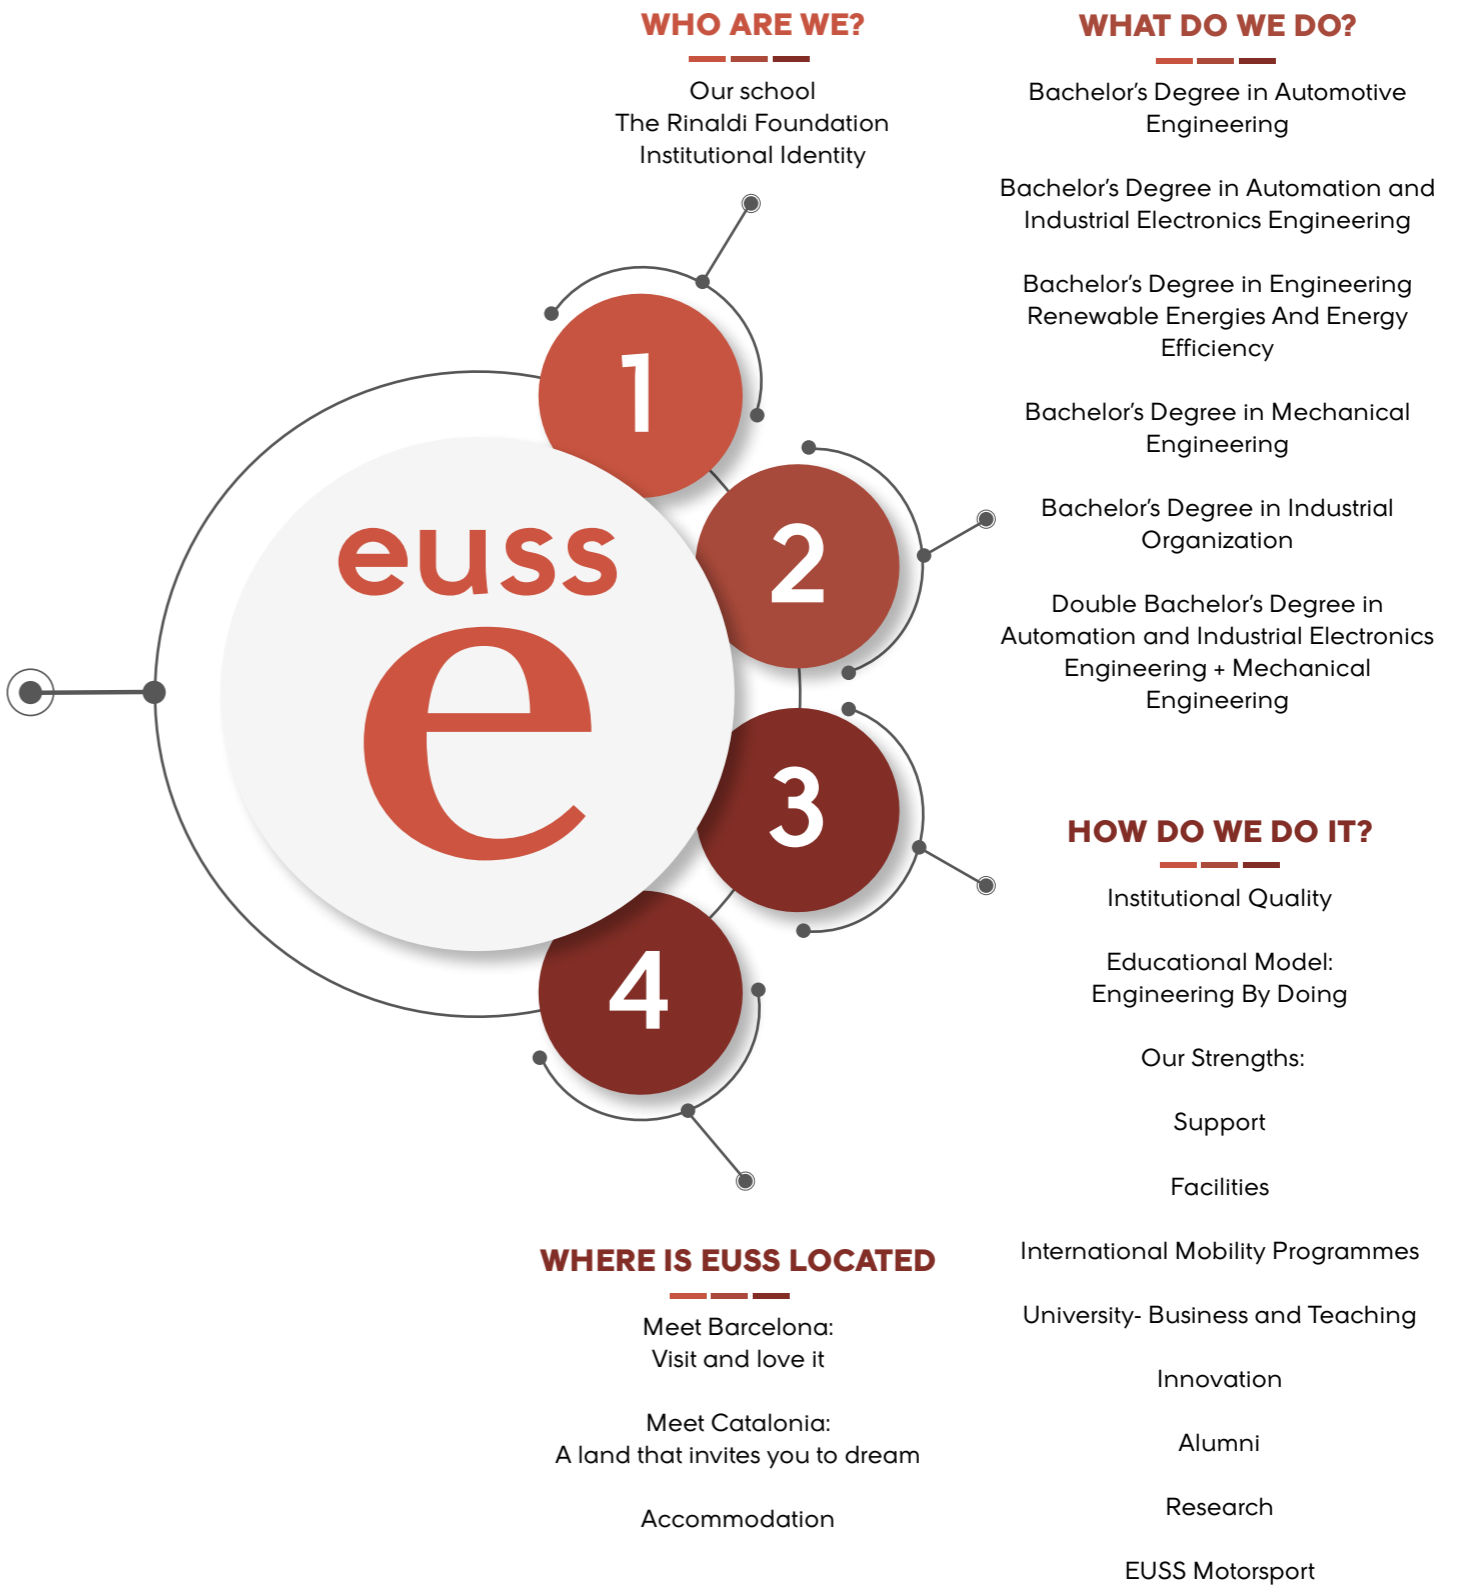 WHO ARE WE?
Our school
The Rinaldi Foundation
Institutional Identity
WHAT DO WE DO?
Bachelor's Degree in Automotive
Engineering
Bachelor's Degree in Automation and
Industrial Electronics Engineering
Bachelor's Degree in Engineering
Renewable Energies And Energy
Efficiency
Bachelor's Degree in Mechanical
Engineering
Bachelor's Degree in Industrial
Organization
Double Bachelor's Degree in
Automation and Industrial Electronics
Engineering + Mechanical
Engineering
1
2
3
4
euss
e
HOW DO WE DO IT?
Institutional Quality
Educational Model:
Engineering By Doing
Our Strengths:
Support
Facilities
International Mobility Programmes
University- Business and Teaching
Innovation
Alumni
Research
EUSS Motorsport
WHERE IS EUSS LOCATED
Meet Barcelona:
Visit and love it
Meet Catalonia:
A land that invites you to dream
Accommodation